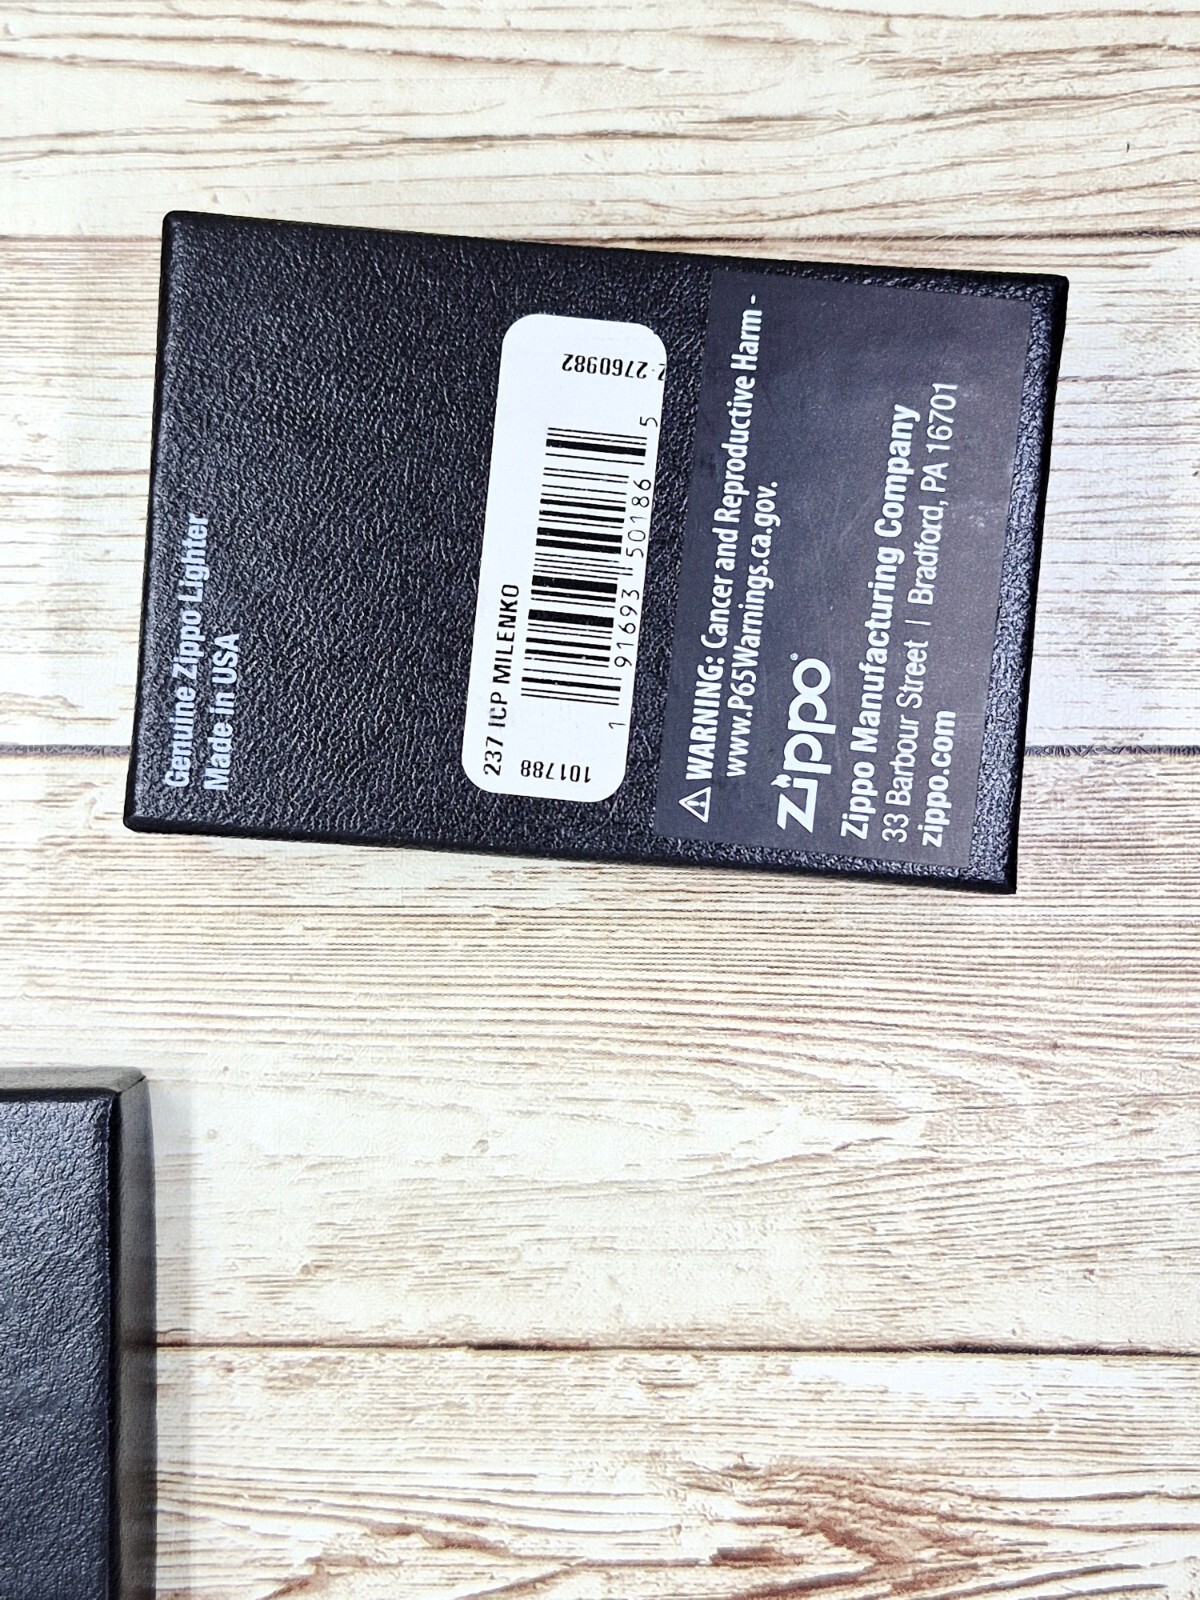 Genuine Zippo Lighter
Made in USA
237 ICP MILENKO
1 91693 50186 5
101788
Z-2760982
⚠ WARNING: Cancer and Reproductive Harm -
www.P65Warnings.ca.gov.
zippo®
Zippo Manufacturing Company
33 Barbour Street | Bradford, PA 16701
zippo.com